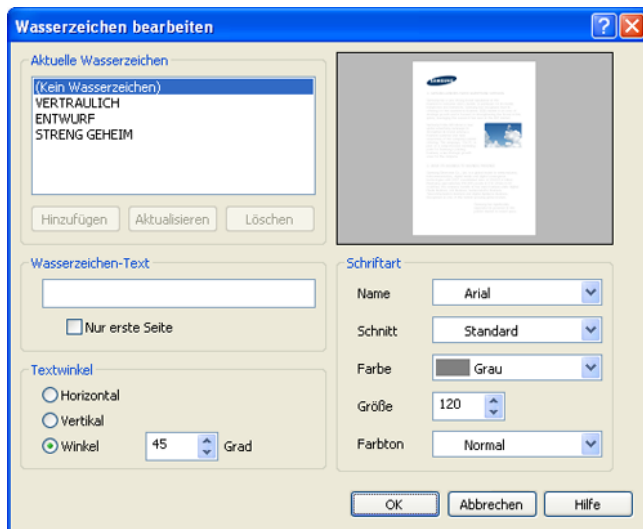 Wasserzeichen bearbeiten
Aktuelle Wasserzeichen
(Kein Wasserzeichen)
VERTRAULICH
ENTWURF
STRENG GEHEIM
Hinzufügen Aktualisieren Löschen
SAMSUNG
Wasserzeichen-Text
Nur erste Seite
Textwinkel
Horizontal
Vertikal
Winkel 45 Grad
Schriftart
Name Arial
Schnitt Standard
Farbe Grau
Größe 120
Farbton Normal
OK Abbrechen Hilfe